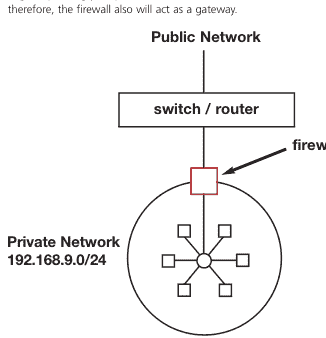 therefore, the firewall also will act as a gateway.
Public Network
switch / router
firew
Private Network
192.168.9.0/24